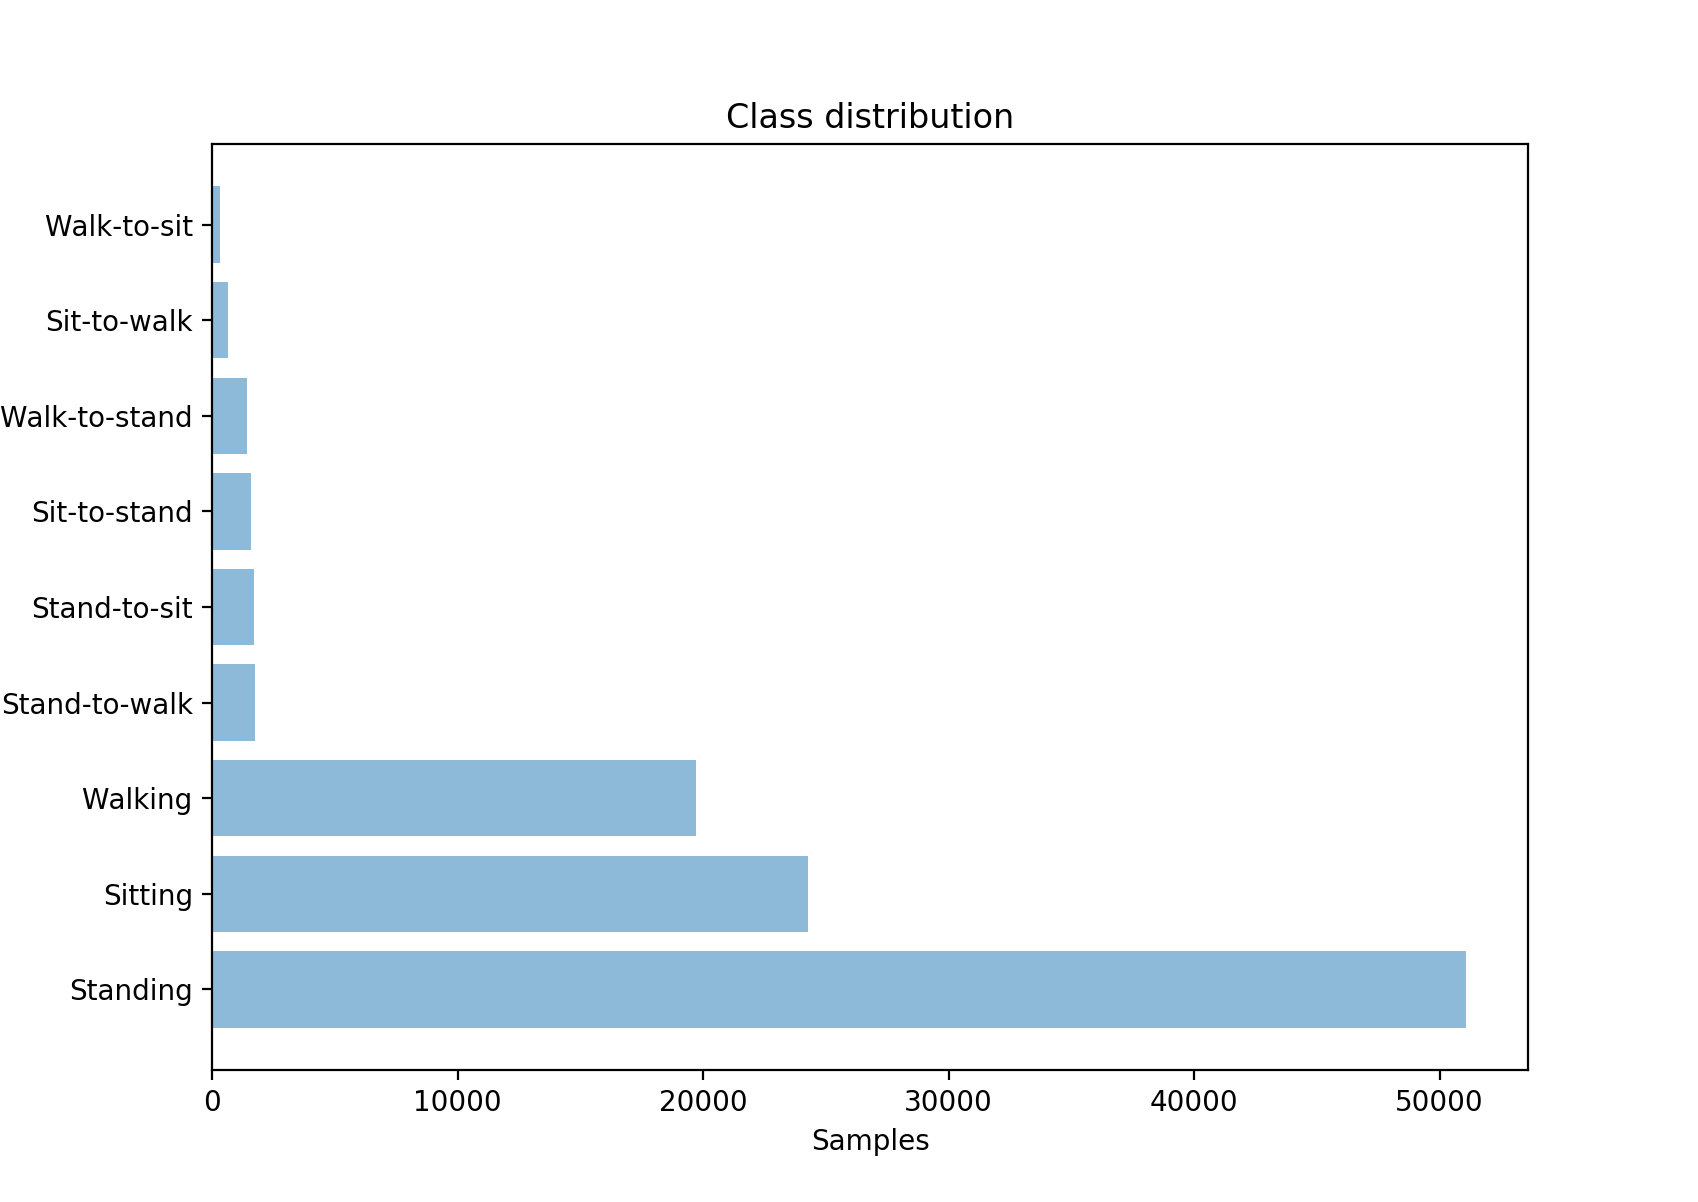 Class distribution
Walk-to-sit
Sit-to-walk
Walk-to-stand
Sit-to-stand
Stand-to-sit
Stand-to-walk
Walking
Sitting
Standing
0 10000 20000 30000 40000 50000
Samples